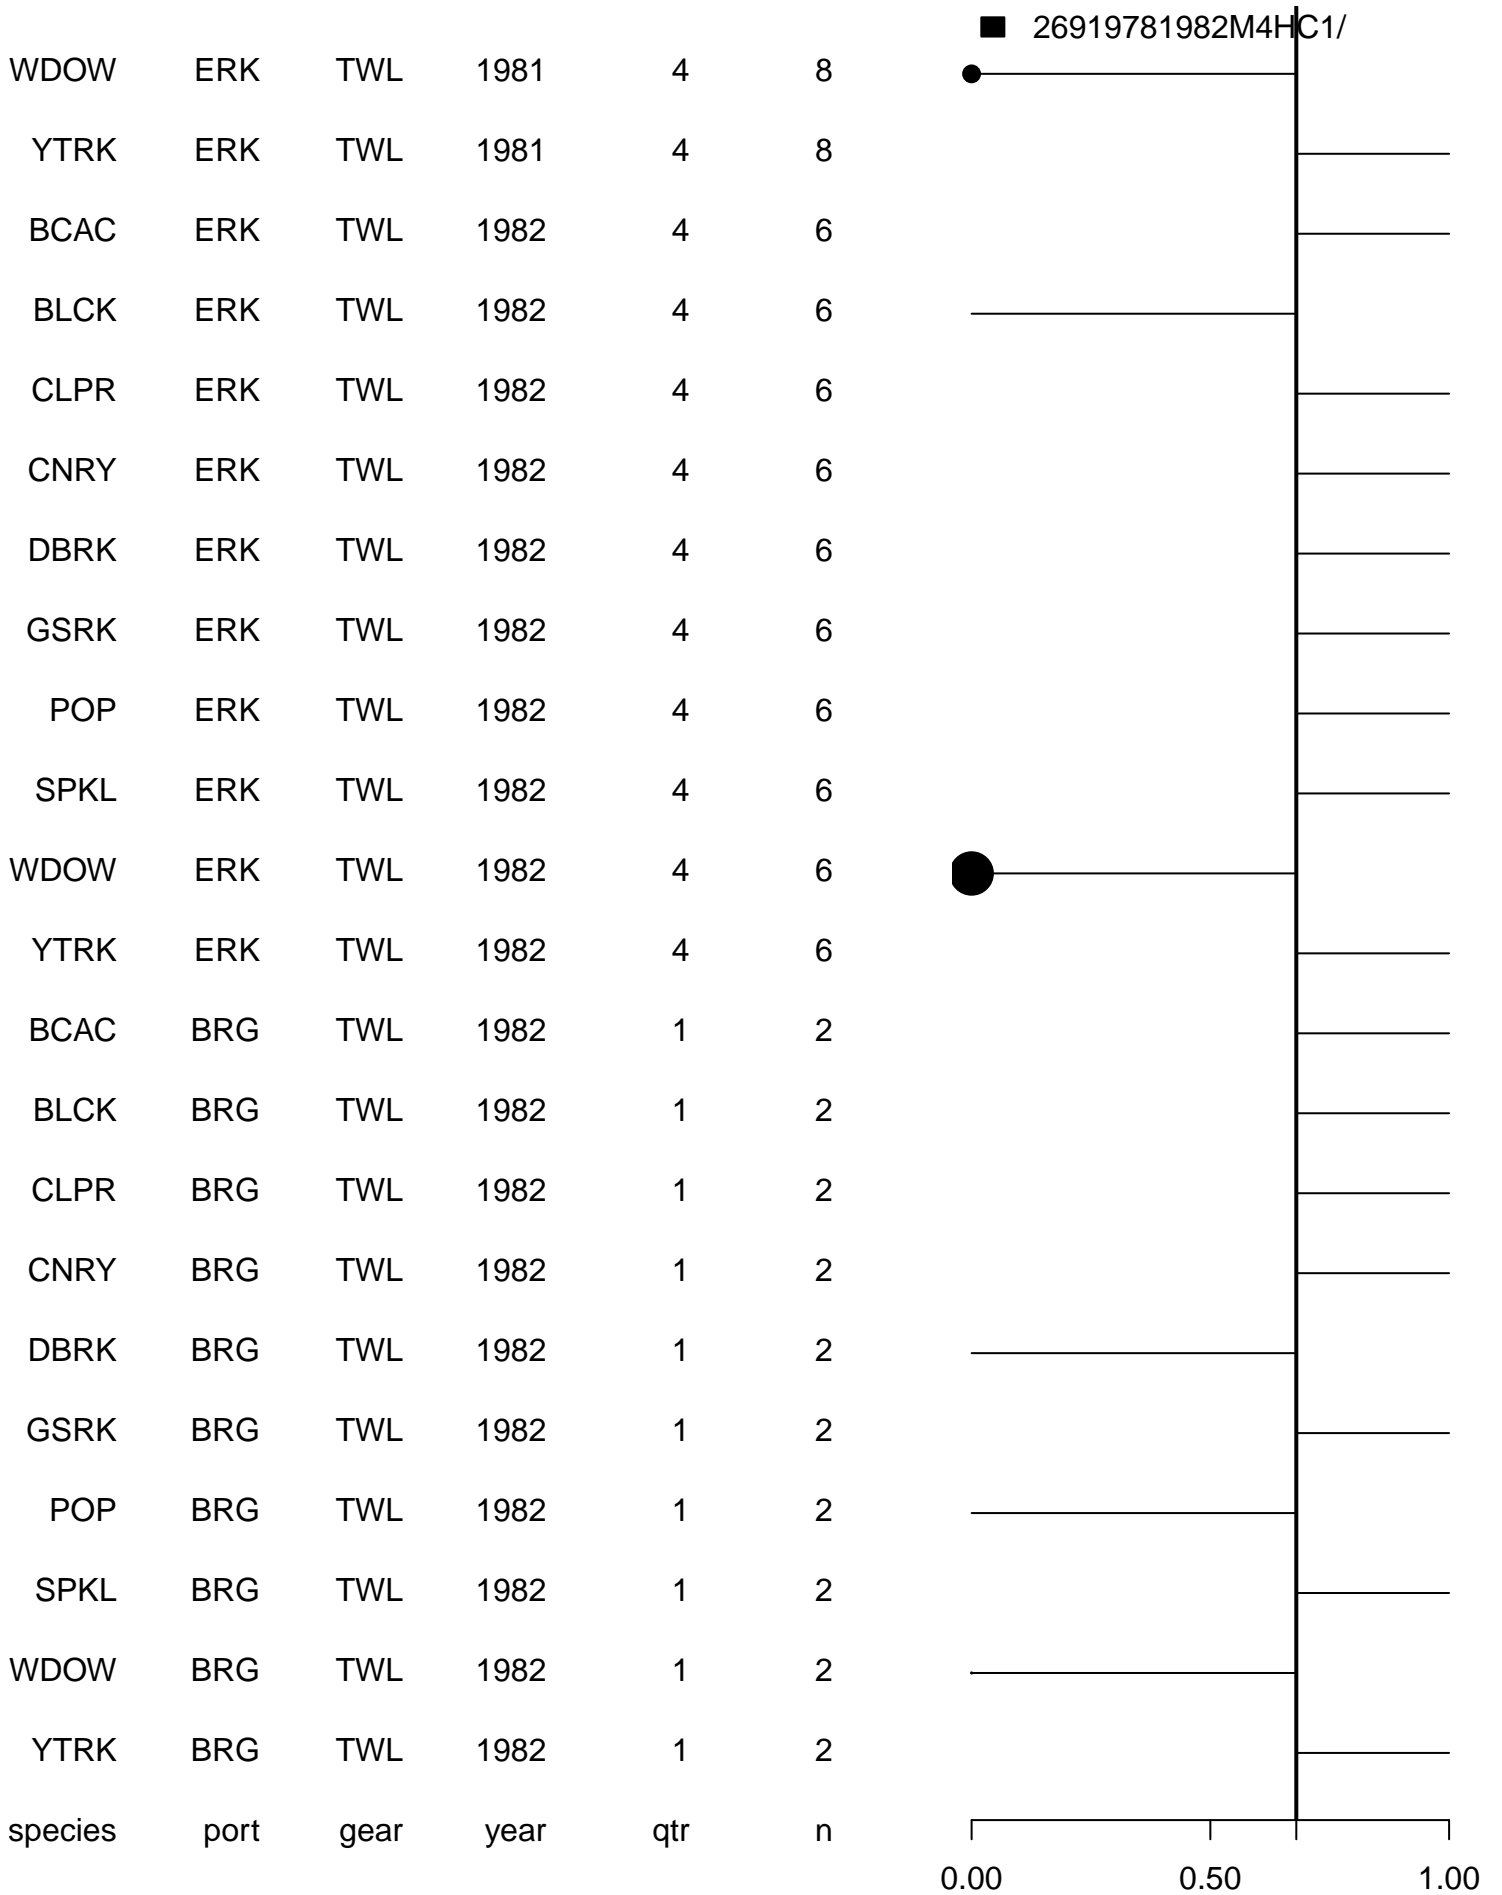 26919781982M4HC1/
WDOW ERK TWL 1981 4 8
YTRK ERK TWL 1981 4 8
BCAC ERK TWL 1982 4 6
BLCK ERK TWL 1982 4 6
CLPR ERK TWL 1982 4 6
CNRY ERK TWL 1982 4 6
DBRK ERK TWL 1982 4 6
GSRK ERK TWL 1982 4 6
POP ERK TWL 1982 4 6
SPKL ERK TWL 1982 4 6
WDOW ERK TWL 1982 4 6
YTRK ERK TWL 1982 4 6
BCAC BRG TWL 1982 1 2
BLCK BRG TWL 1982 1 2
CLPR BRG TWL 1982 1 2
CNRY BRG TWL 1982 1 2
DBRK BRG TWL 1982 1 2
GSRK BRG TWL 1982 1 2
POP BRG TWL 1982 1 2
SPKL BRG TWL 1982 1 2
WDOW BRG TWL 1982 1 2
YTRK BRG TWL 1982 1 2
species port gear year qtr n
0.00 0.50 1.00